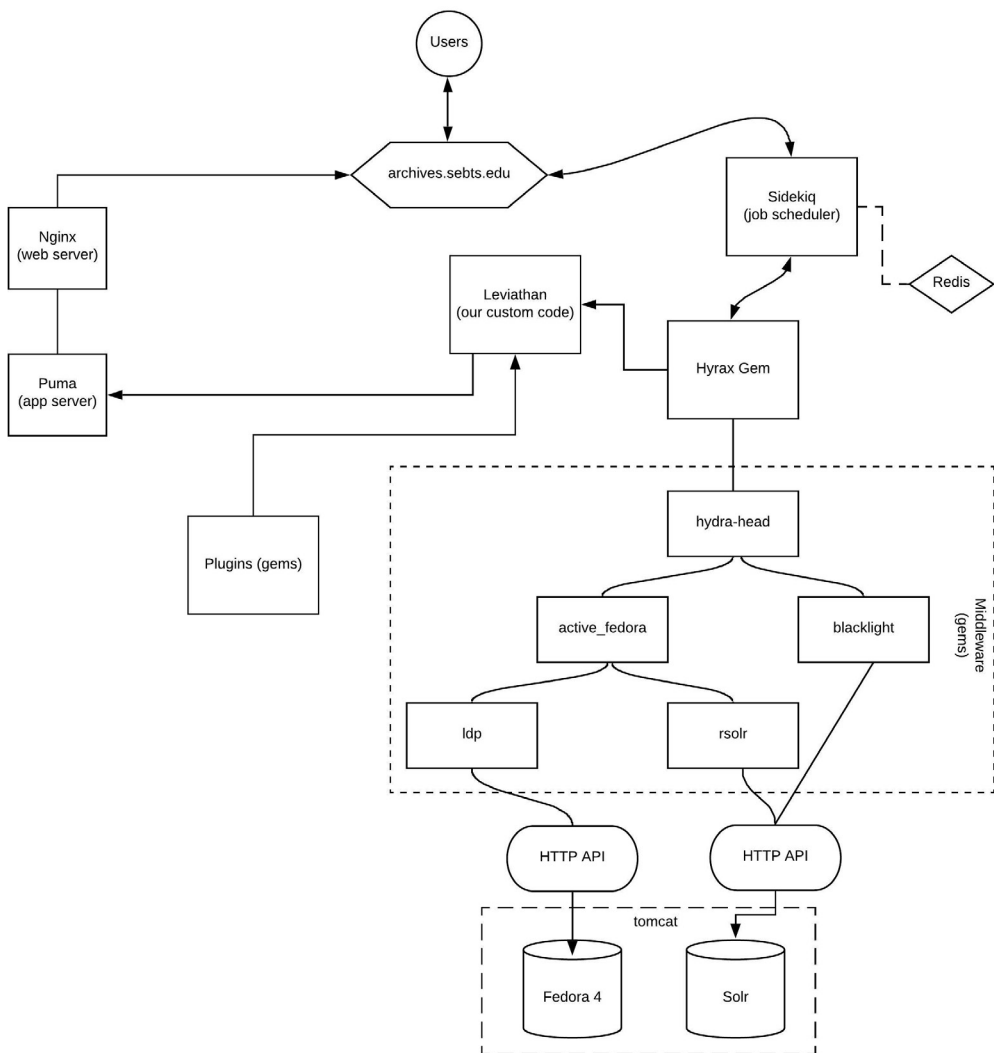 Users
archives.sebts.edu
Sidekiq
(job scheduler)
Nginx
(web server)
Redis
Leviathan
(our custom code)
Hyrax Gem
Puma
(app server)
hydra-head
Plugins (gems)
active_fedora
blacklight
Middleware
(gems)
ldp
rsolr
HTTP API
HTTP API
tomcat
Fedora 4
Solr